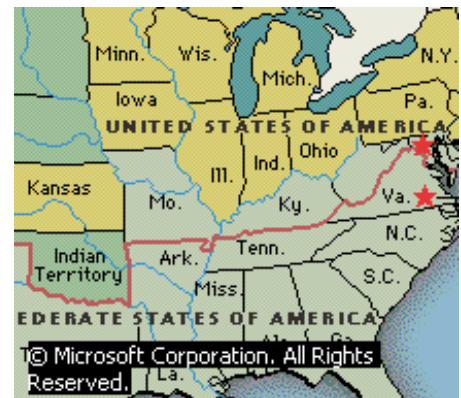 Minn.
Wis.
Mich.
N.Y.
Iowa
Pa.
UNITED STATES OF AMERICA
Ohio
Ind.
Ill.
Kansas
Mo.
Ky.
Va.
Indian
Territory
Ark.
Tenn.
N.C.
S.C.
Miss.
EDERATE STATES OF AMERICA
© Microsoft Corporation. All Rights
Reserved.
La.